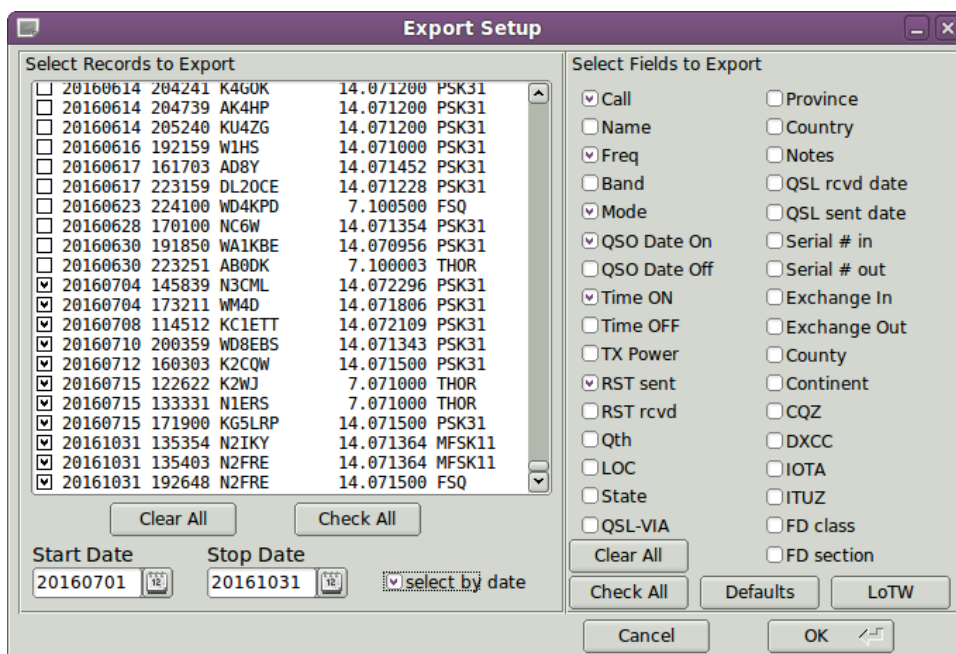 Export Setup
Select Records to Export
20160614 204241 K4GOK 14.071200 PSK31
20160614 204739 AK4HP 14.071200 PSK31
20160614 205240 KU4ZG 14.071200 PSK31
20160616 192159 W1HS 14.071000 PSK31
20160617 161703 AD8Y 14.071452 PSK31
20160617 223159 DL2OCE 14.071228 PSK31
20160623 224100 WD4KPD 7.100500 FSQ
20160628 170100 NC6W 14.071354 PSK31
20160630 191850 WA1KBE 14.070956 PSK31
20160630 223251 AB0DK 7.100003 THOR
20160704 145839 N3CML 14.072296 PSK31
20160704 173211 WM4D 14.071806 PSK31
20160708 114512 KC1ETT 14.072109 PSK31
20160710 200359 WD8EBS 14.071343 PSK31
20160712 160303 K2CQW 14.071500 PSK31
20160715 122622 K2WJ 7.071000 THOR
20160715 133331 N1ERS 7.071000 THOR
20160715 171900 KG5LRP 14.071500 PSK31
20161031 135354 N2IKY 14.071364 MFSK11
20161031 135403 N2FRE 14.071364 MFSK11
20161031 192648 N2FRE 14.071500 FSQ
Clear All Check All
Start Date Stop Date
20160701 12 20161031 12 select by date
Select Fields to Export
Call Province
Name Country
Freq Notes
Band QSL rcvd date
Mode QSL sent date
QSO Date On Serial # in
QSO Date Off Serial # out
Time ON Exchange In
Time OFF Exchange Out
TX Power County
RST sent Continent
RST rcvd CQZ
Qth DXCC
LOC IOTA
State ITUZ
QSL-VIA FD class
Clear All FD section
Check All Defaults LoTW
Cancel OK